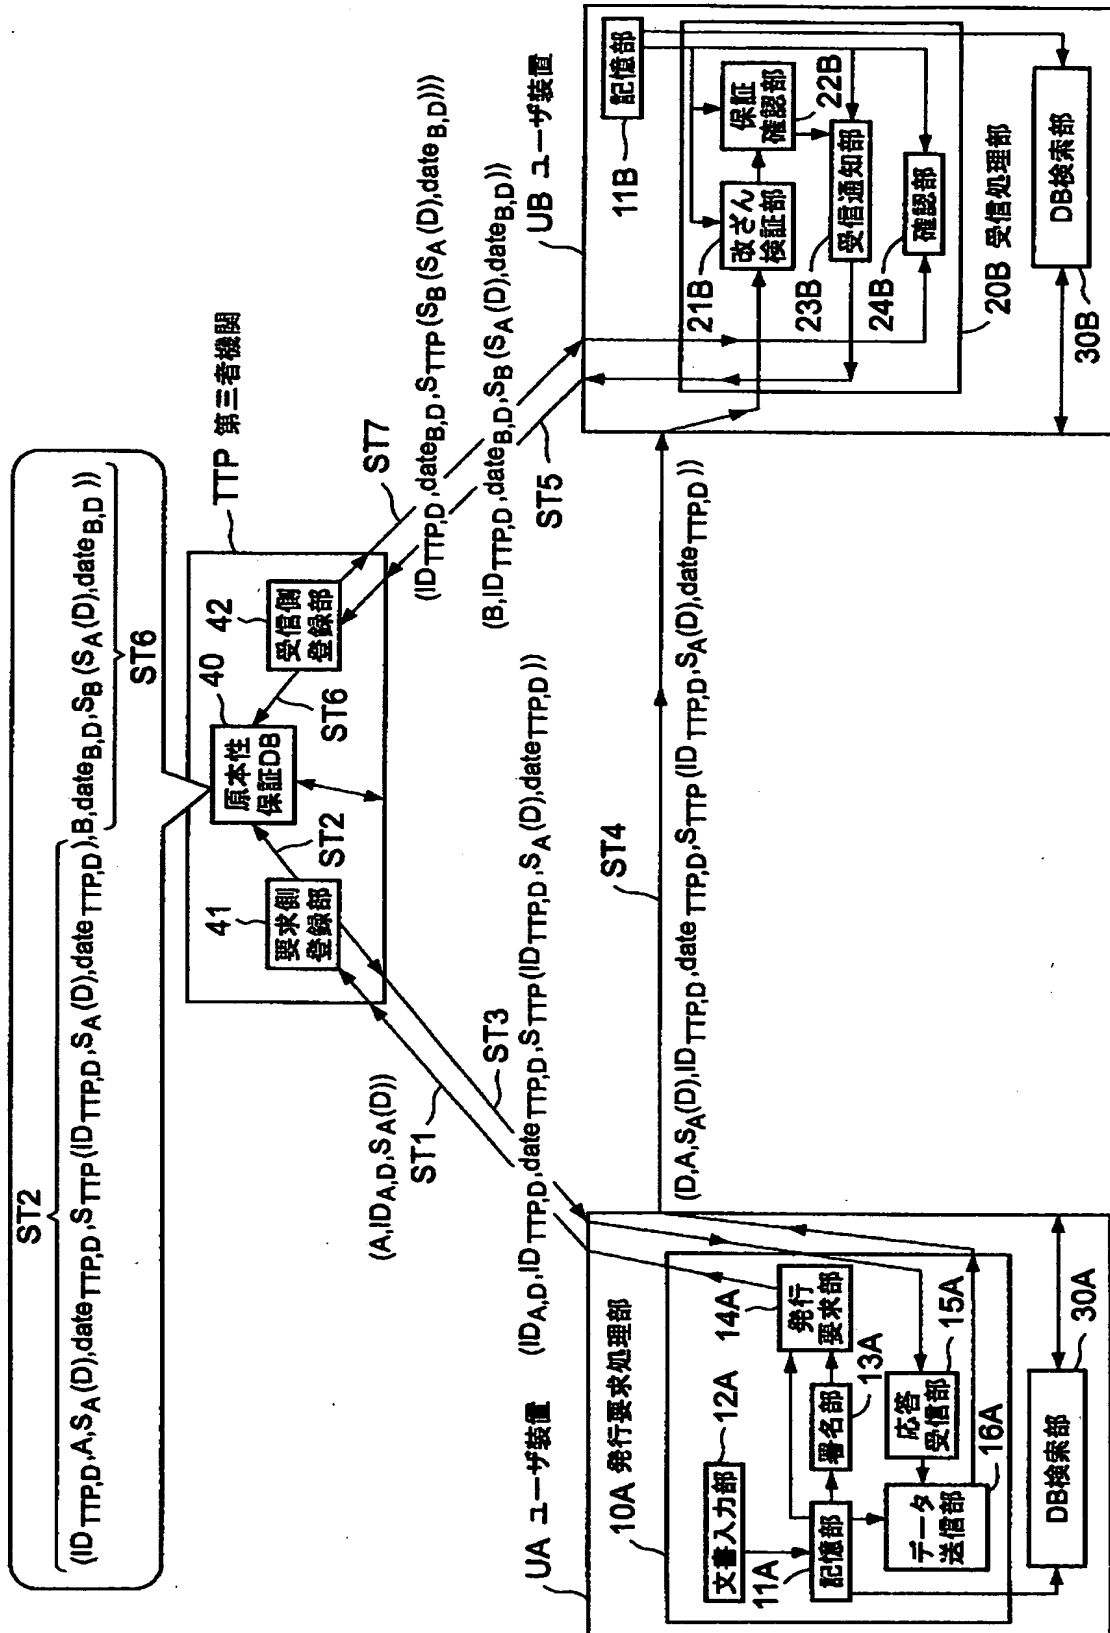 ST2
(ID_TTP,D,A,S_A(D),date_TTP,D,S_TTP(ID_TTP,D,S_A(D),date_TTP,D),B,date_B,D,S_B(S_A(D),date_B,D))
ST6
TTP 第三者機関
41
要求側
登録部
ST2
40
原本性
保証DB
ST6
42
受信側
登録部
(A,ID_A,D,S_A(D))
ST1
ST3
(ID_A,D,ID_TTP,D,date_TTP,D,S_TTP(ID_TTP,D,S_A(D),date_TTP,D))
ST7
(ID_TTP,D,date_B,D,S_TTP(S_B(S_A(D),date_B,D)))
(B,ID_TTP,D,date_B,D,S_B(S_A(D),date_B,D))
ST5
ST4
(D,A,S_A(D),ID_TTP,D,date_TTP,D,S_TTP(ID_TTP,D,S_A(D),date_TTP,D))
UA ユーザ装置
10A 発行要求処理部
文書入力部
12A
11A
記憶部
署名部
13A
14A
発行
要求部
応答
受信部
15A
データ
送信部
16A
DB検索部
30A
UB ユーザ装置
記憶部
11B
21B
改ざん
検証部
保証
確認部
22B
23B
受信通知部
24B
確認部
20B 受信処理部
DB検索部
30B